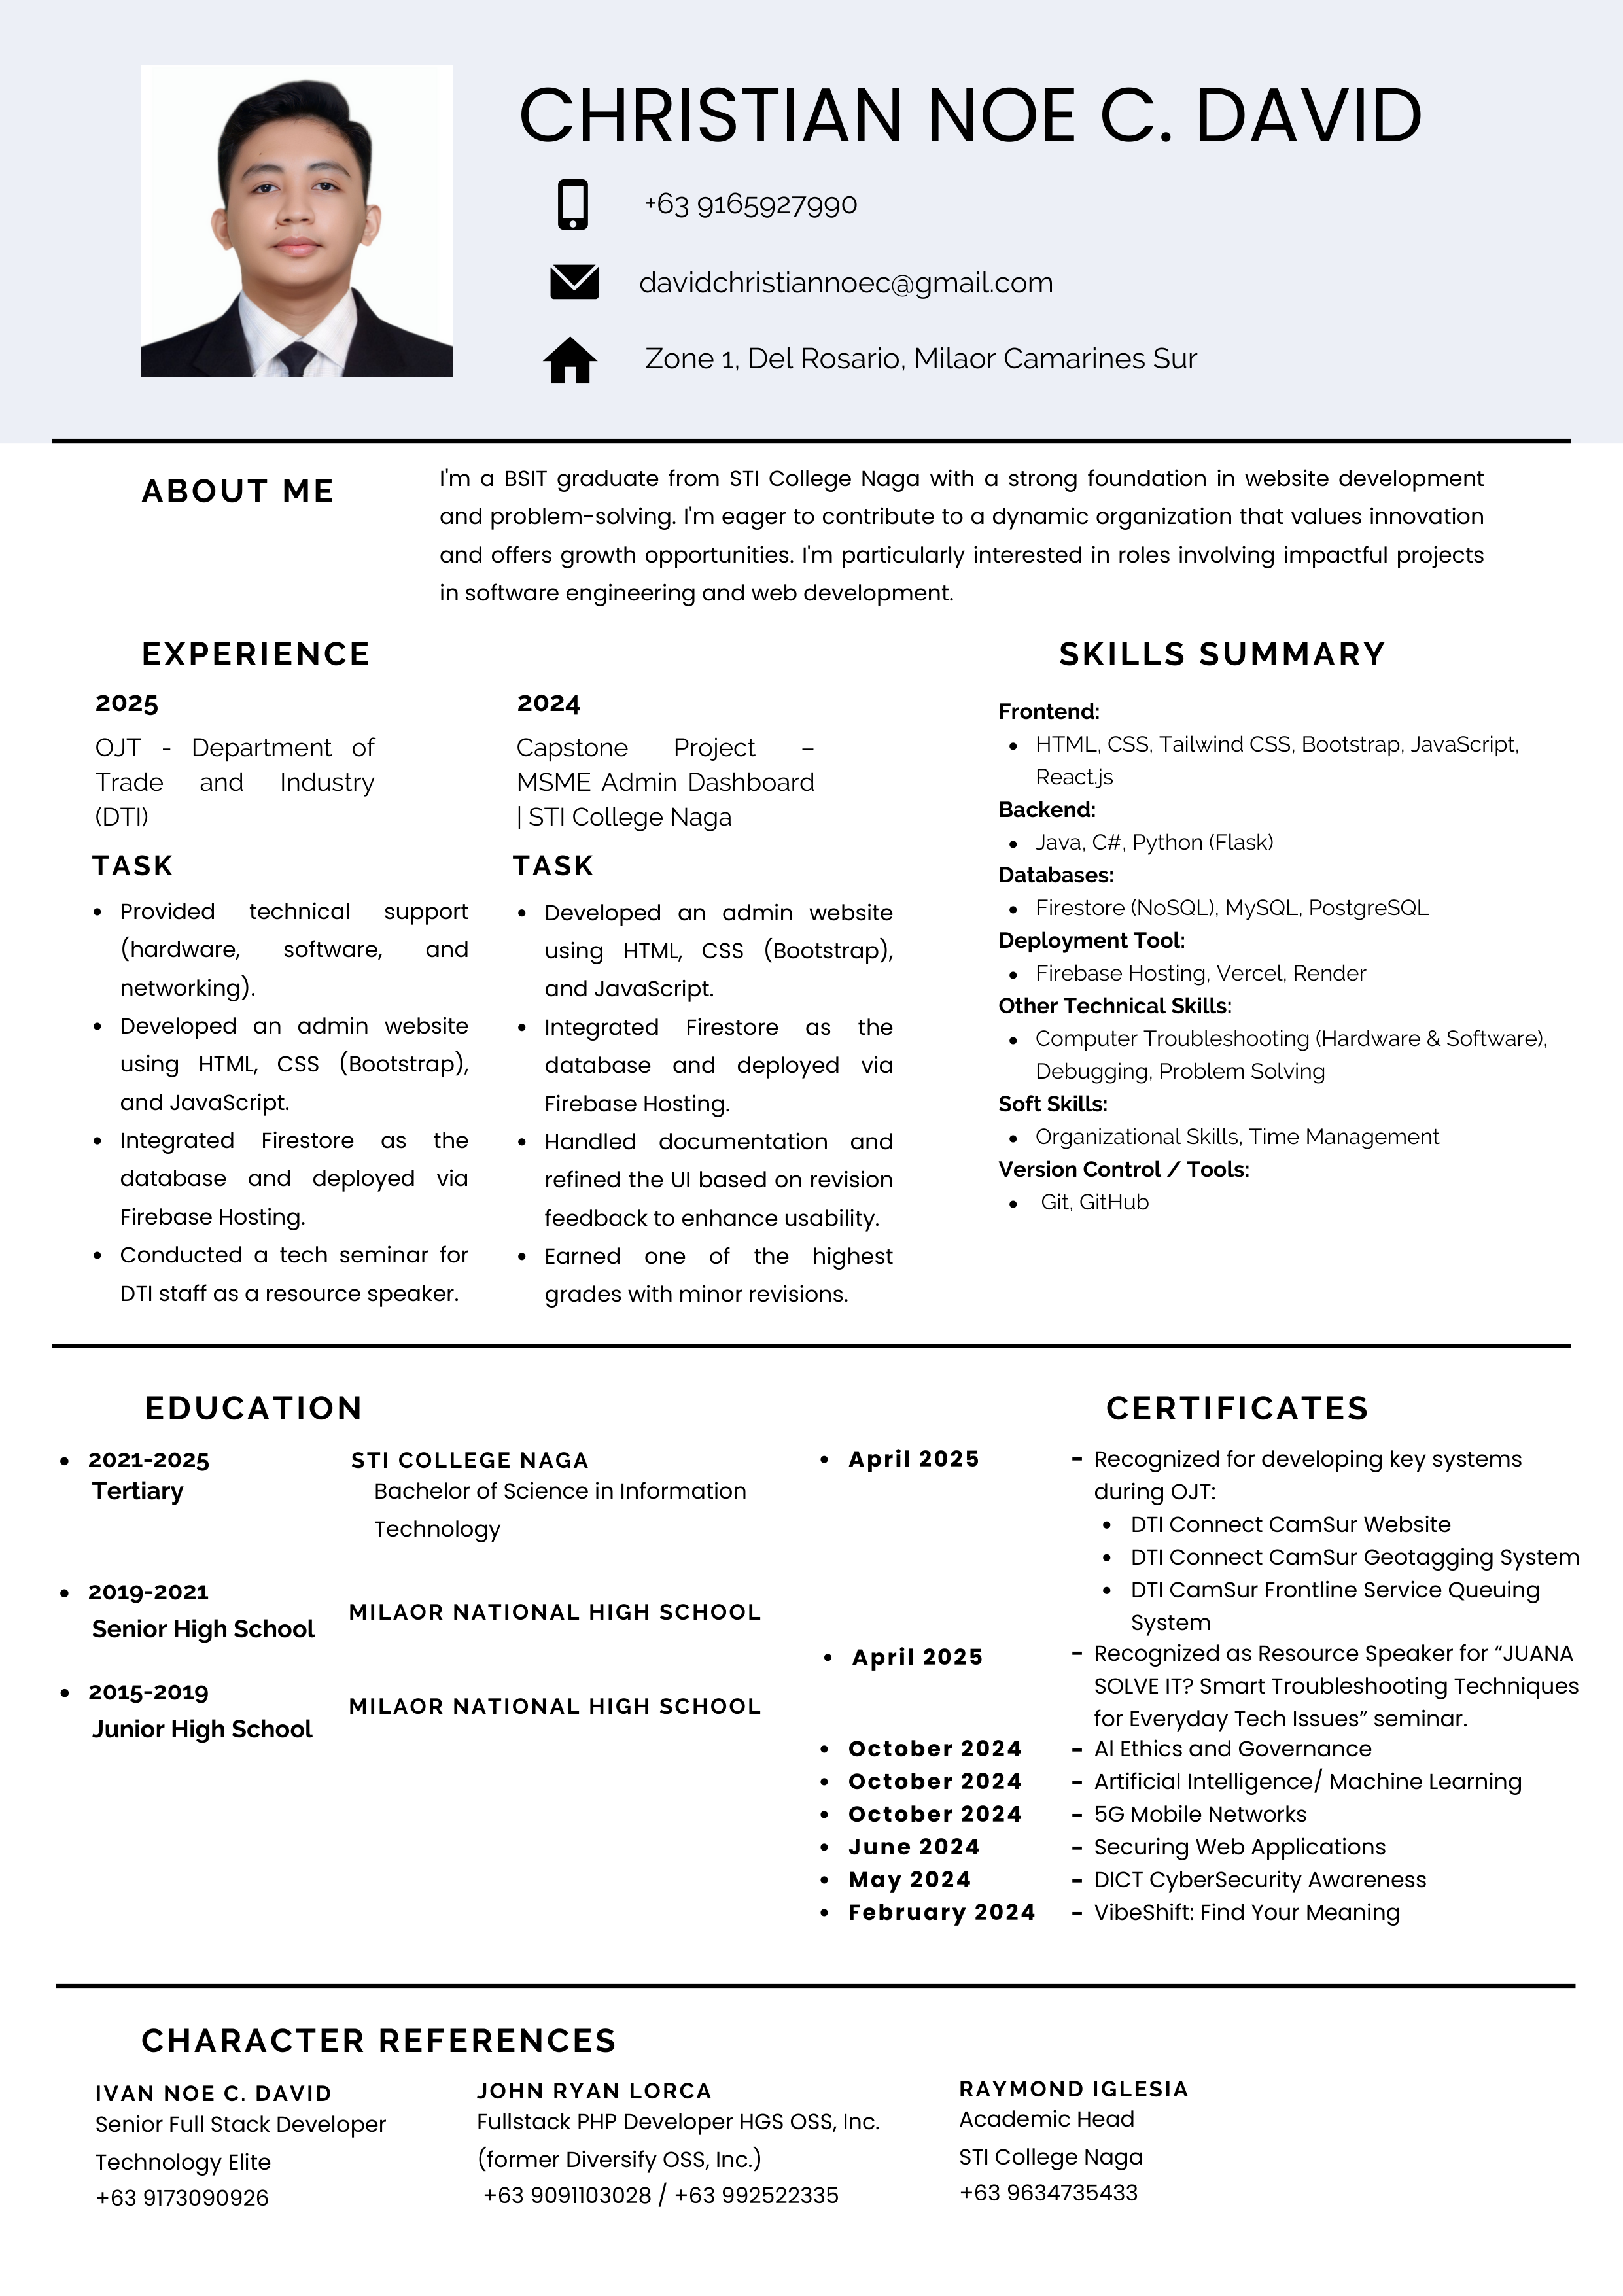 CHRISTIAN NOE C. DAVID
+63 9165927990
davidchristiannoec@gmail.com
Zone 1, Del Rosario, Milaor Camarines Sur
ABOUT ME
I'm a BSIT graduate from STI College Naga with a strong foundation in website development
and problem-solving. I'm eager to contribute to a dynamic organization that values innovation
and offers growth opportunities. I'm particularly interested in roles involving impactful projects
in software engineering and web development.
EXPERIENCE
2025
OJT - Department of
Trade and Industry
(DTI)
TASK
• Provided technical support
(hardware, software, and
networking).
• Developed an admin website
using HTML, CSS (Bootstrap),
and JavaScript.
• Integrated Firestore as the
database and deployed via
Firebase Hosting.
• Conducted a tech seminar for
DTI staff as a resource speaker.
2024
Capstone Project –
MSME Admin Dashboard
| STI College Naga
TASK
• Developed an admin website
using HTML, CSS (Bootstrap),
and JavaScript.
• Integrated Firestore as the
database and deployed via
Firebase Hosting.
• Handled documentation and
refined the UI based on revision
feedback to enhance usability.
• Earned one of the highest
grades with minor revisions.
SKILLS SUMMARY
Frontend:
• HTML, CSS, Tailwind CSS, Bootstrap, JavaScript,
React.js
Backend:
• Java, C#, Python (Flask)
Databases:
• Firestore (NoSQL), MySQL, PostgreSQL
Deployment Tool:
• Firebase Hosting, Vercel, Render
Other Technical Skills:
• Computer Troubleshooting (Hardware & Software),
Debugging, Problem Solving
Soft Skills:
• Organizational Skills, Time Management
Version Control / Tools:
• Git, GitHub
EDUCATION
• 2021-2025 STI COLLEGE NAGA
Tertiary Bachelor of Science in Information
Technology
• 2019-2021
Senior High School MILAOR NATIONAL HIGH SCHOOL
• 2015-2019
Junior High School MILAOR NATIONAL HIGH SCHOOL
CERTIFICATES
• April 2025 - Recognized for developing key systems
during OJT:
• DTI Connect CamSur Website
• DTI Connect CamSur Geotagging System
• DTI CamSur Frontline Service Queuing
System
• April 2025 - Recognized as Resource Speaker for “JUANA
SOLVE IT? Smart Troubleshooting Techniques
for Everyday Tech Issues” seminar.
• October 2024 - AI Ethics and Governance
• October 2024 - Artificial Intelligence/ Machine Learning
• October 2024 - 5G Mobile Networks
• June 2024 - Securing Web Applications
• May 2024 - DICT CyberSecurity Awareness
• February 2024 - VibeShift: Find Your Meaning
CHARACTER REFERENCES
IVAN NOE C. DAVID
Senior Full Stack Developer
Technology Elite
+63 9173090926
JOHN RYAN LORCA
Fullstack PHP Developer HGS OSS, Inc.
(former Diversify OSS, Inc.)
+63 9091103028 / +63 992522335
RAYMOND IGLESIA
Academic Head
STI College Naga
+63 9634735433